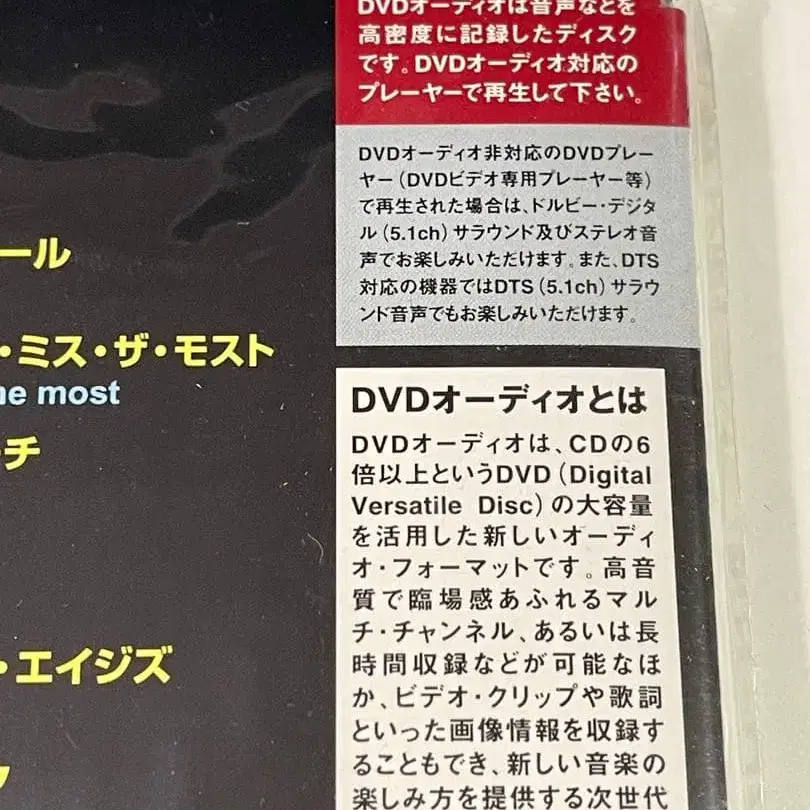 DVDオーディオは音声などを
高密度に記録したディスク
です。DVDオーディオ対応の
プレーヤーで再生して下さい。
DVDオーディオ非対応のDVDプレー
ヤー(DVDビデオ専用プレーヤー等)
で再生された場合は、ドルビー・デジタ
ル(5.1ch)サラウンド及びステレオ音
声でお楽しみいただけます。また、DTS
対応の機器ではDTS(5.1ch)サラウ
ンド音声でもお楽しみいただけます。
ール
・ミス・ザ・モスト
he most
ーチ
・エイジズ
DVDオーディオとは
DVDオーディオは、CDの6
倍以上というDVD(Digital
Versatile Disc)の大容量
を活用した新しいオーディ
オ・フォーマットです。高音
質で臨場感あふれるマル
チ・チャンネル、あるいは長
時間収録などが可能なほ
か、ビデオ・クリップや歌詞
といった画像情報を収録す
ることもでき、新しい音楽の
楽しみ方を提供する次世代